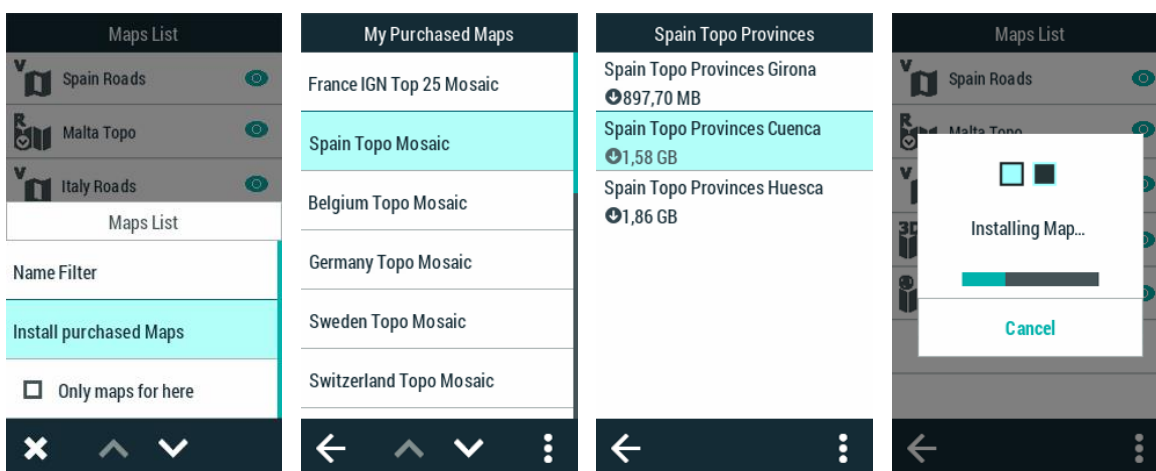 Maps List
V
Spain Roads
R
Malta Topo
V
Italy Roads
Maps List
Name Filter
Install purchased Maps
Only maps for here
My Purchased Maps
France IGN Top 25 Mosaic
Spain Topo Mosaic
Belgium Topo Mosaic
Germany Topo Mosaic
Sweden Topo Mosaic
Switzerland Topo Mosaic
Spain Topo Provinces
Spain Topo Provinces Girona
897,70 MB
Spain Topo Provinces Cuenca
1,58 GB
Spain Topo Provinces Huesca
1,86 GB
Maps List
V
Spain Roads
R
Malta Topo
V
3D
Installing Map...
Cancel